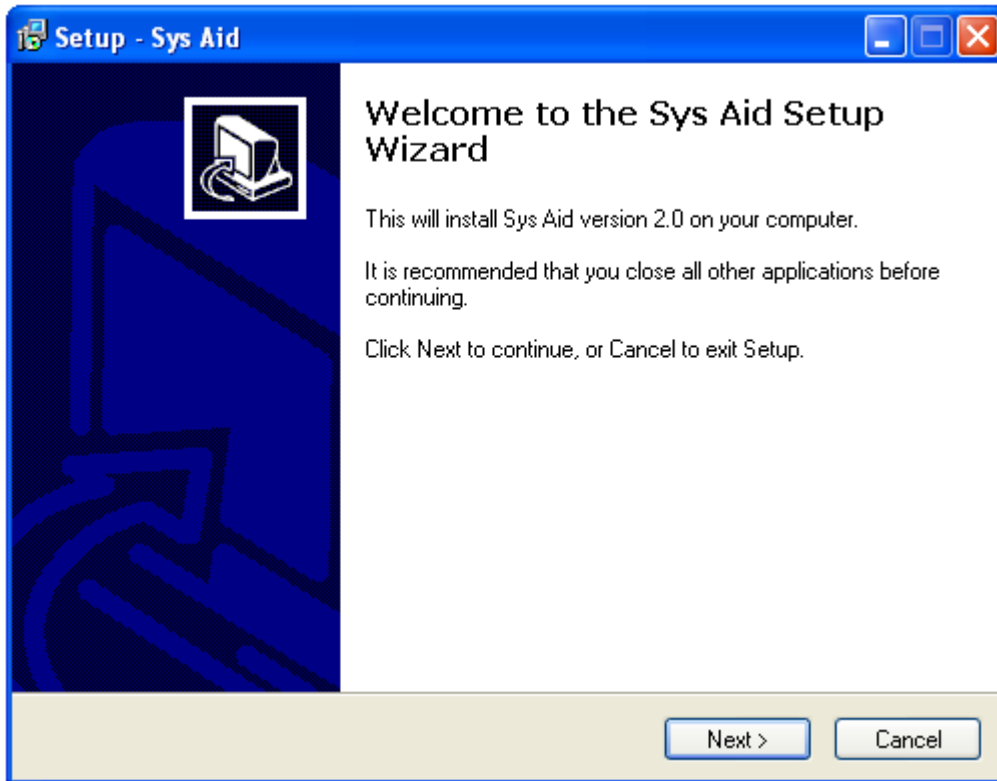 Setup - Sys Aid
Welcome to the Sys Aid Setup
Wizard
This will install Sys Aid version 2.0 on your computer.
It is recommended that you close all other applications before
continuing.
Click Next to continue, or Cancel to exit Setup.
Next >
Cancel